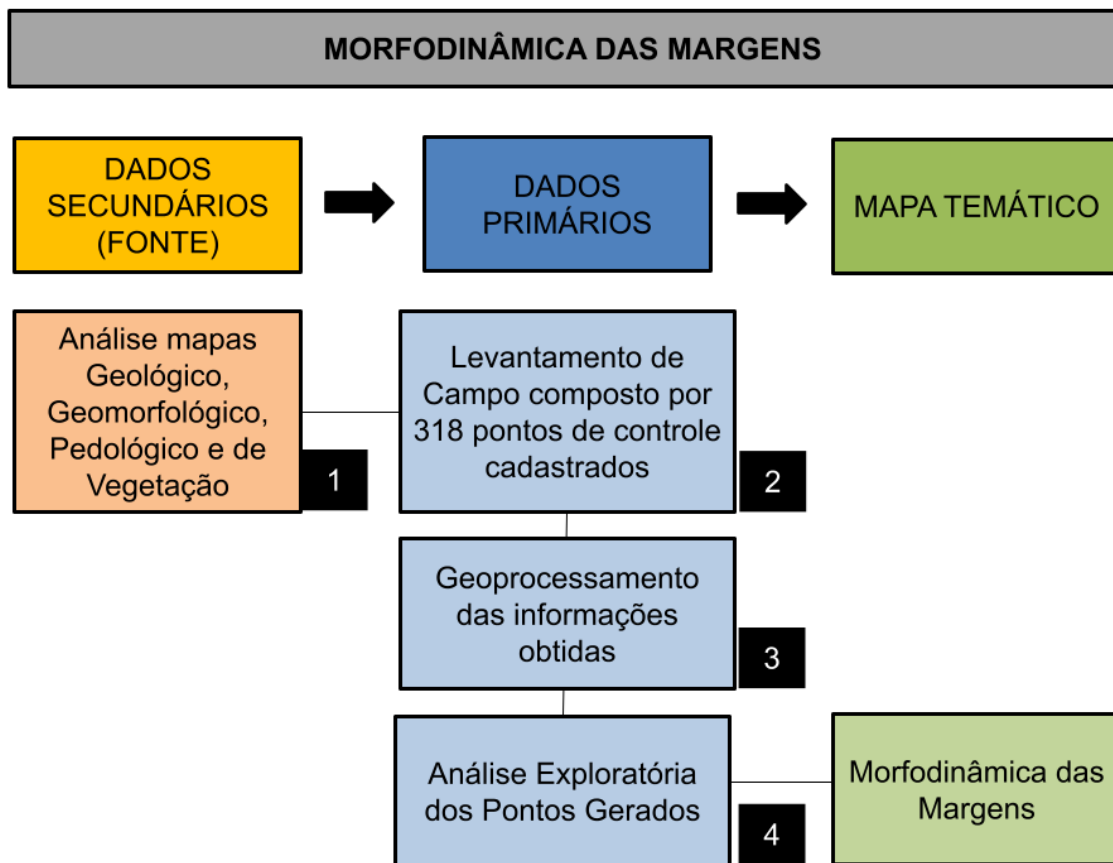 MORFODINÂMICA DAS MARGENS
DADOS
SECUNDÁRIOS
(FONTE)
DADOS
PRIMÁRIOS
MAPA TEMÁTICO
Análise mapas
Geológico,
Geomorfológico,
Pedológico e de
Vegetação
1
Levantamento de
Campo composto por
318 pontos de controle
cadastrados
2
Geoprocessamento
das informações
obtidas
3
Análise Exploratória
dos Pontos Gerados
4
Morfodinâmica das
Margens